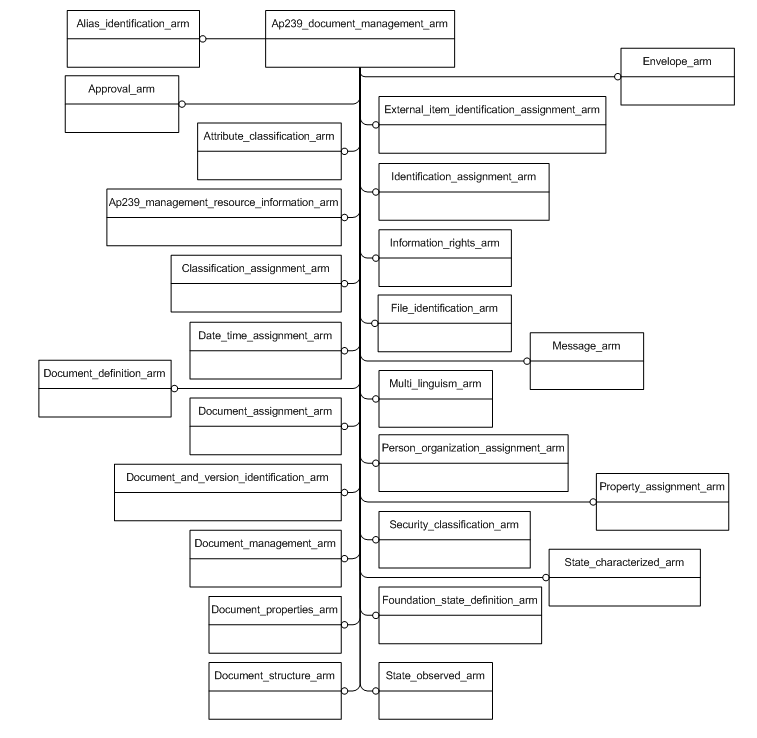 Alias_identification_arm
Ap239_document_management_arm
Envelope_arm
Approval_arm
External_item_identification_assignment_arm
Attribute_classification_arm
Identification_assignment_arm
Ap239_management_resource_information_arm
Information_rights_arm
Classification_assignment_arm
File_identification_arm
Date_time_assignment_arm
Message_arm
Document_definition_arm
Multi_linguism_arm
Document_assignment_arm
Person_organization_assignment_arm
Document_and_version_identification_arm
Property_assignment_arm
Security_classification_arm
Document_management_arm
State_characterized_arm
Foundation_state_definition_arm
Document_properties_arm
Document_structure_arm
State_observed_arm